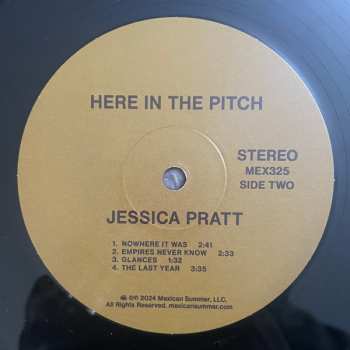 HERE IN THE PITCH
STEREO
MEX325
SIDE TWO
JESSICA PRATT
1. NOWHERE IT WAS 2:41
2. EMPIRES NEVER KNOW 2:33
3. GLANCES 1:32
4. THE LAST YEAR 3:35
℗© 2024 Mexican Summer, LLC.
All Rights Reserved. mexicansummer.com